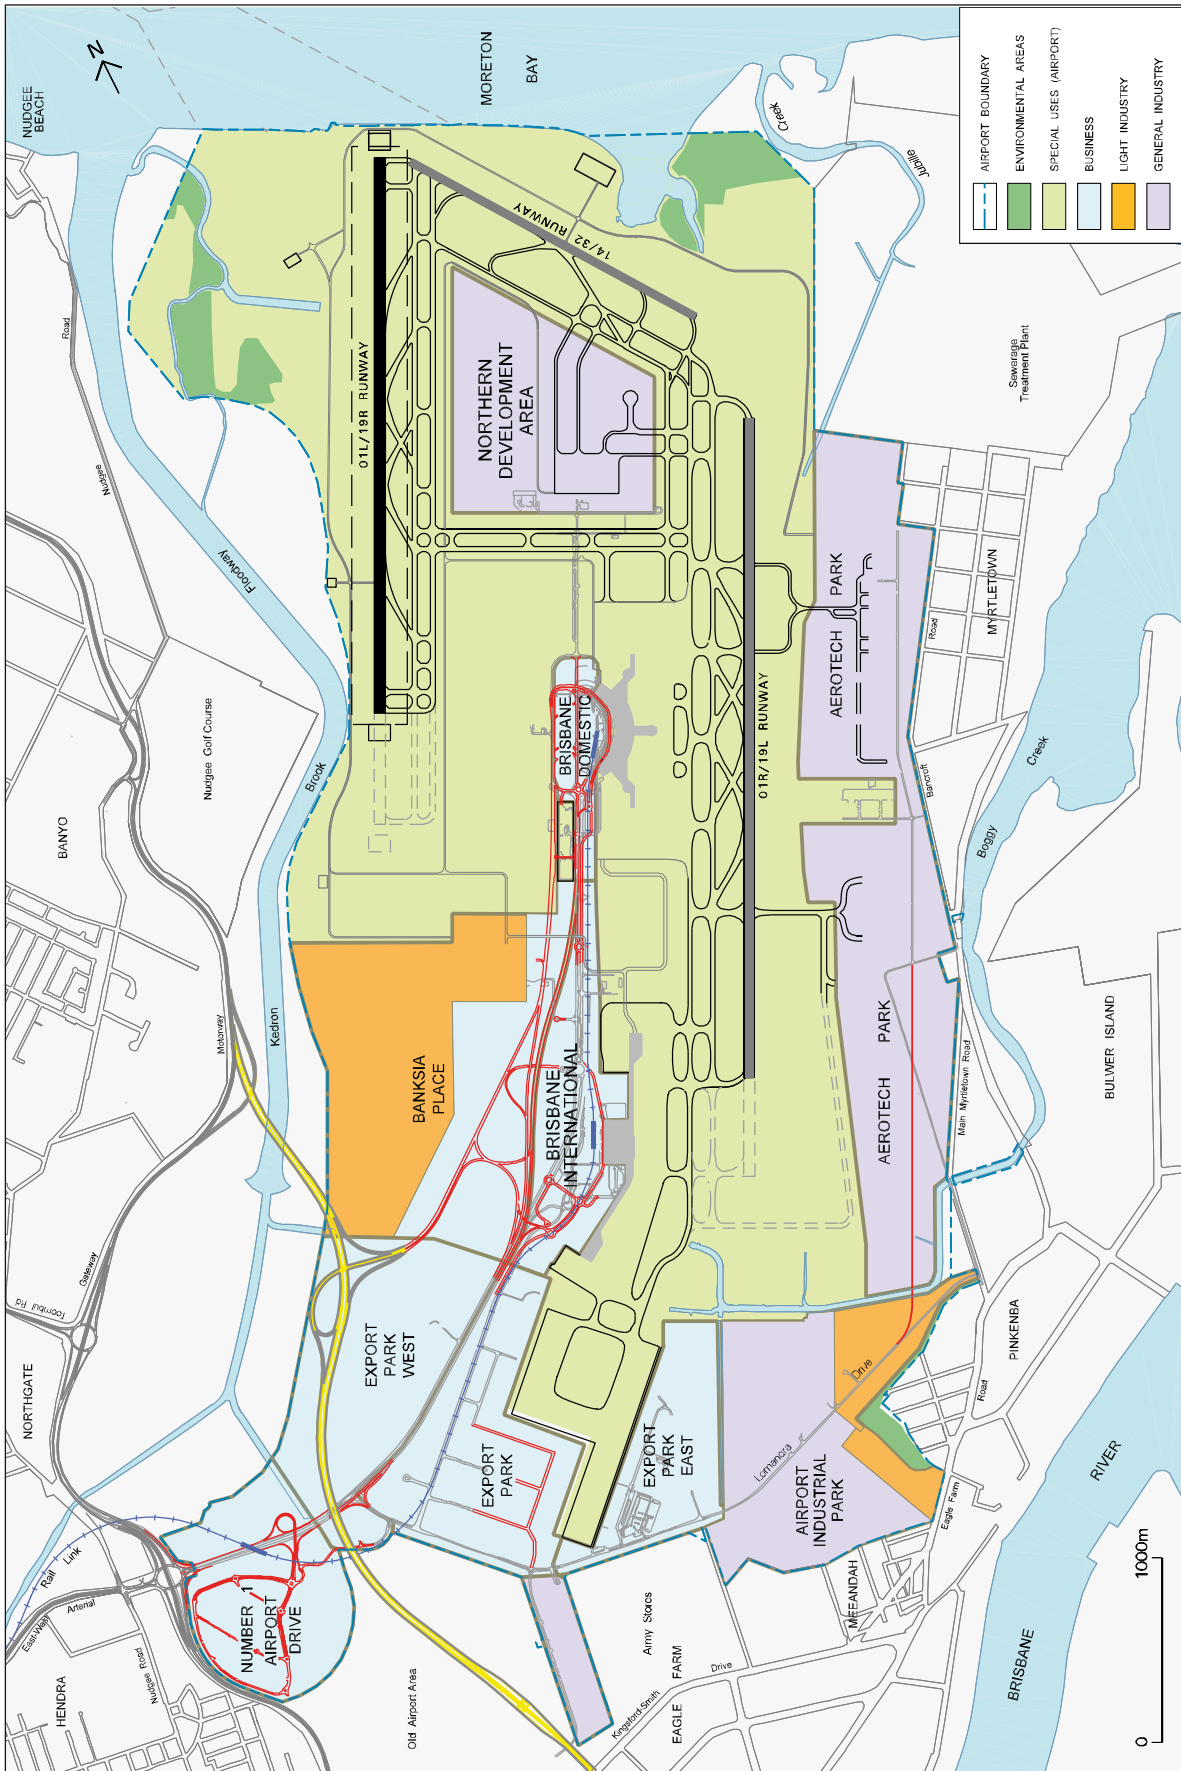 NUDGEE
BEACH
N
MORETON
BAY
Jubille
Creek
AIRPORT BOUNDARY
ENVIRONMENTAL AREAS
SPECIAL USES (AIRPORT)
BUSINESS
LIGHT INDUSTRY
GENERAL INDUSTRY
Road
Nudgee
Floodway
01L/19R RUNWAY
14/32 RUNWAY
NORTHERN
DEVELOPMENT
AREA
Sewerage
Treatment Plant
MYRTLETOWN
Road
Bancroft
AEROTECH PARK
01R/19L RUNWAY
BRISBANE
DOMESTIC
Nudgee Golf Course
BANYO
Brook
Kedron
Motorway
Gateway
Toombul Rd
BANKSIA
PLACE
BRISBANE
INTERNATIONAL
AEROTECH PARK
Main Myrtletown Road
Boggy
Creek
BULWER ISLAND
NORTHGATE
EXPORT
PARK
WEST
EXPORT
PARK
EXPORT
PARK
EAST
Lomandra
Drive
AIRPORT
INDUSTRIAL
PARK
PINKENBA
Eagle Farm
Road
Rail Link
East-West
Arterial
NUMBER 1
AIRPORT
DRIVE
Nudgee Road
HENDRA
Old Airport Area
Army Stores
EAGLE FARM
Kingsford-Smith
Drive
MEEANDAH
BRISBANE
RIVER
0
1000m